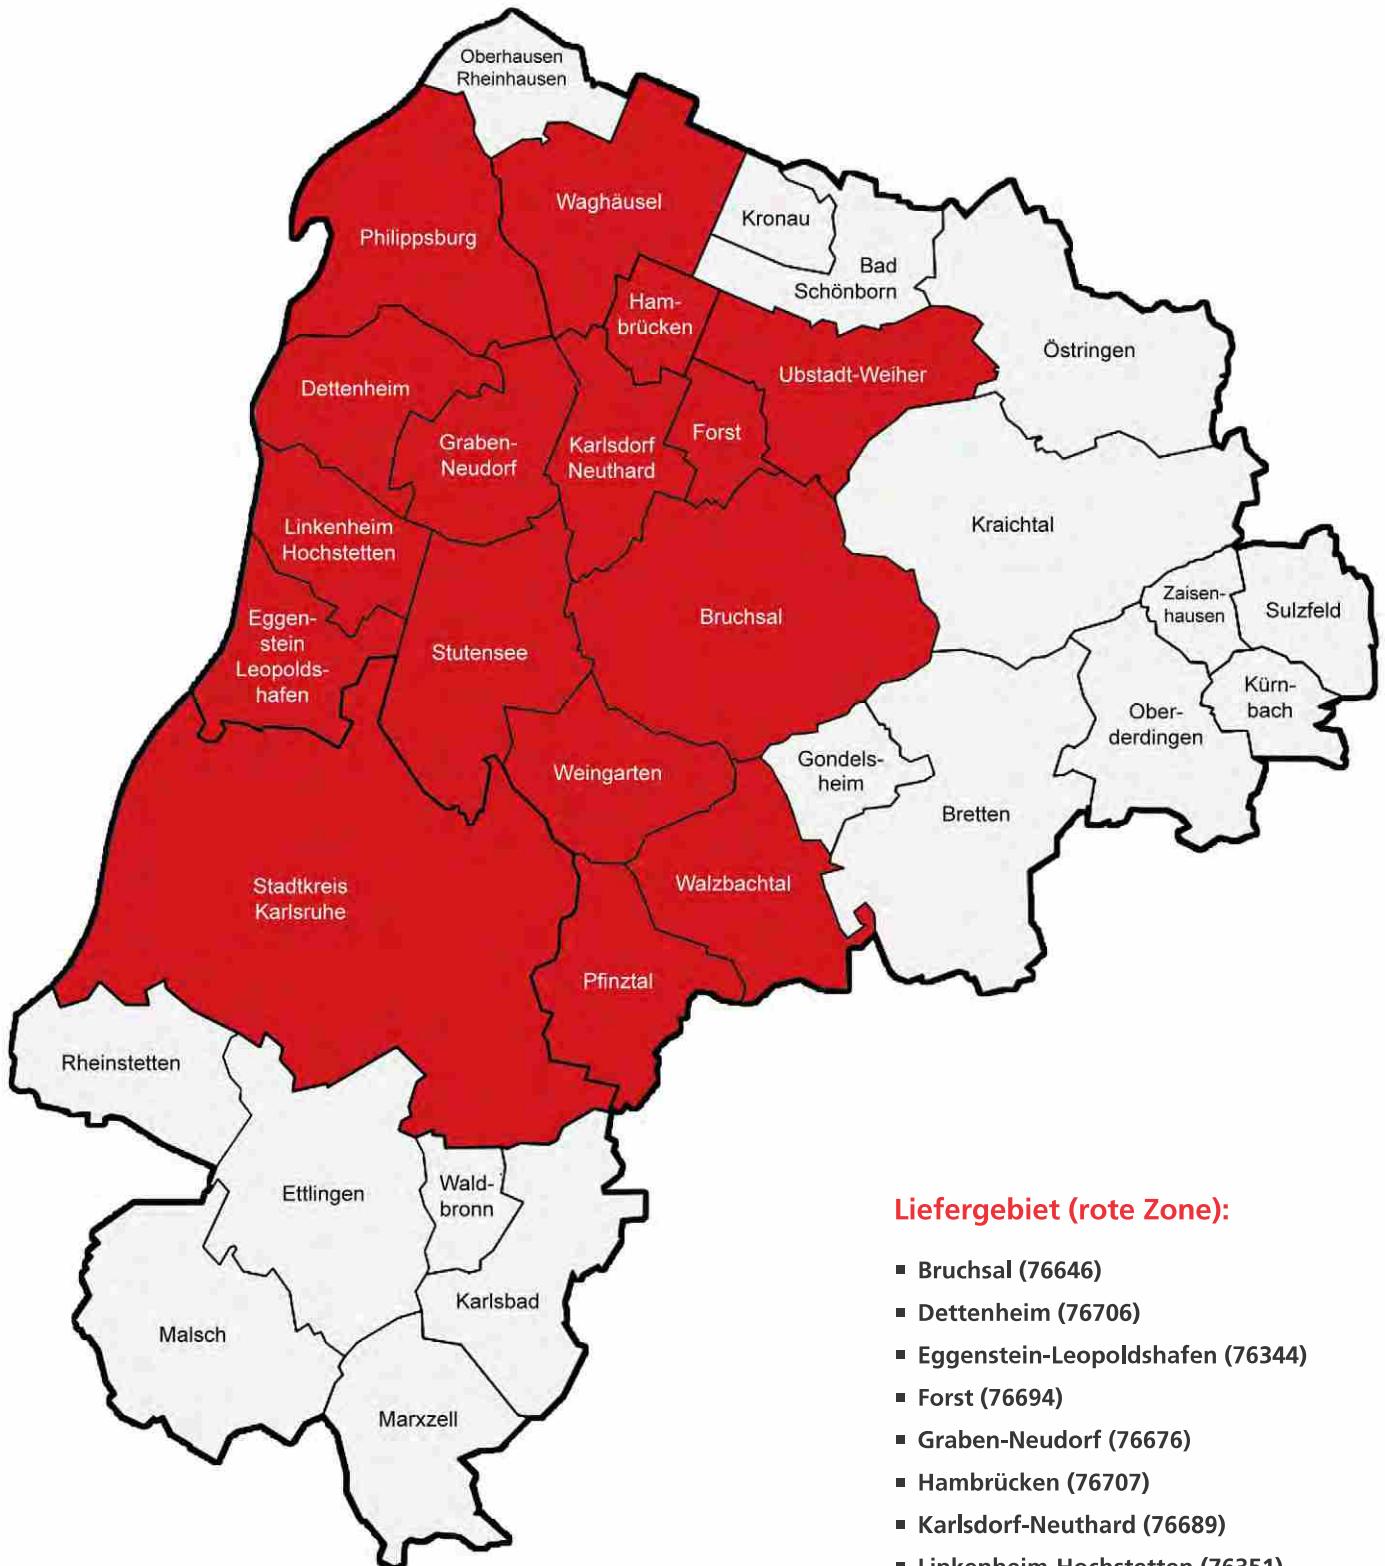 Oberhausen
Rheinhausen
Waghäusel
Kronau
Philippsburg
Bad
Schönborn
Ham-
brücken
Östringen
Ubstadt-Weiher
Dettenheim
Forst
Graben-
Neudorf
Karlsdorf
Neuthard
Kraichtal
Linkenheim
Hochstetten
Zaisen-
hausen
Sulzfeld
Eggen-
stein
Leopolds-
hafen
Bruchsal
Stutensee
Kürn-
bach
Ober-
derdingen
Gondels-
heim
Weingarten
Bretten
Walzbachtal
Stadtkreis
Karlsruhe
Pfinztal
Rheinstetten
Ettlingen
Wald-
bronn
Karlsbad
Malsch
Marxzell
Liefergebiet (rote Zone):
▪ Bruchsal (76646)
▪ Dettenheim (76706)
▪ Eggenstein-Leopoldshafen (76344)
▪ Forst (76694)
▪ Graben-Neudorf (76676)
▪ Hambrücken (76707)
▪ Karlsdorf-Neuthard (76689)
▪ Linkenheim-Hochstetten (76351)